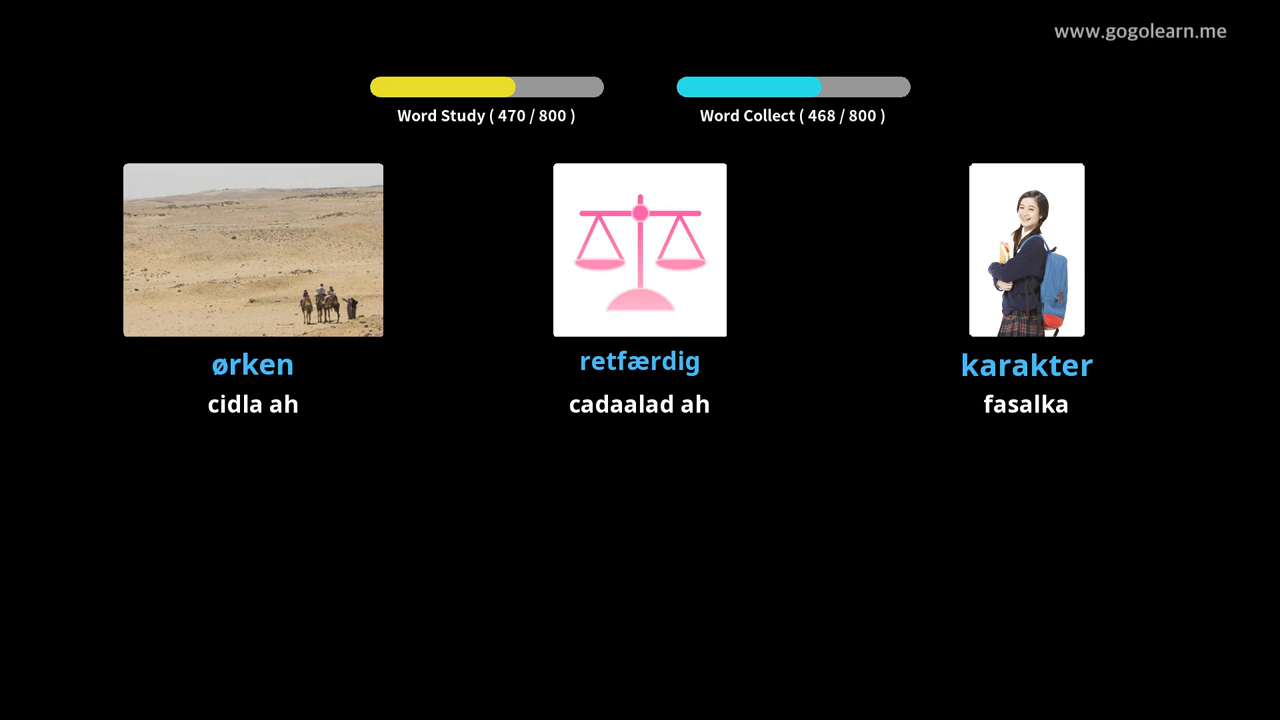 www.gogolearn.me
Word Study ( 470 / 800 )
Word Collect ( 468 / 800 )
ørken
retfærdig
karakter
cidla ah
cadaalad ah
fasalka